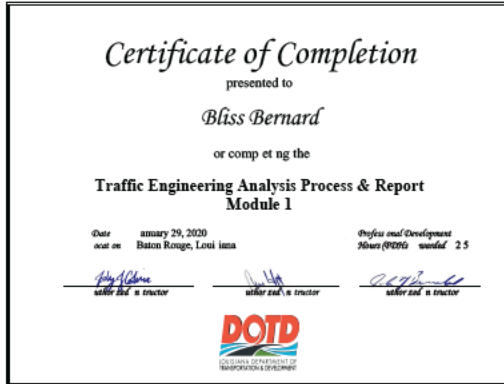 Certificate of Completion
presented to
Bliss Bernard
or comp et ng the
Traffic Engineering Analysis Process & Report
Module 1
Date anuary 29, 2020
ocat on Baton Rouge, Loui iana
Profess onal Development
Hours (PDHs warded 2 5
uthor zed n tructor
uthor zed n tructor
uthor zed n tructor
DOTD
LOUISIANA DEPARTMENT OF
TRANSPORTATION & DEVELOPMENT